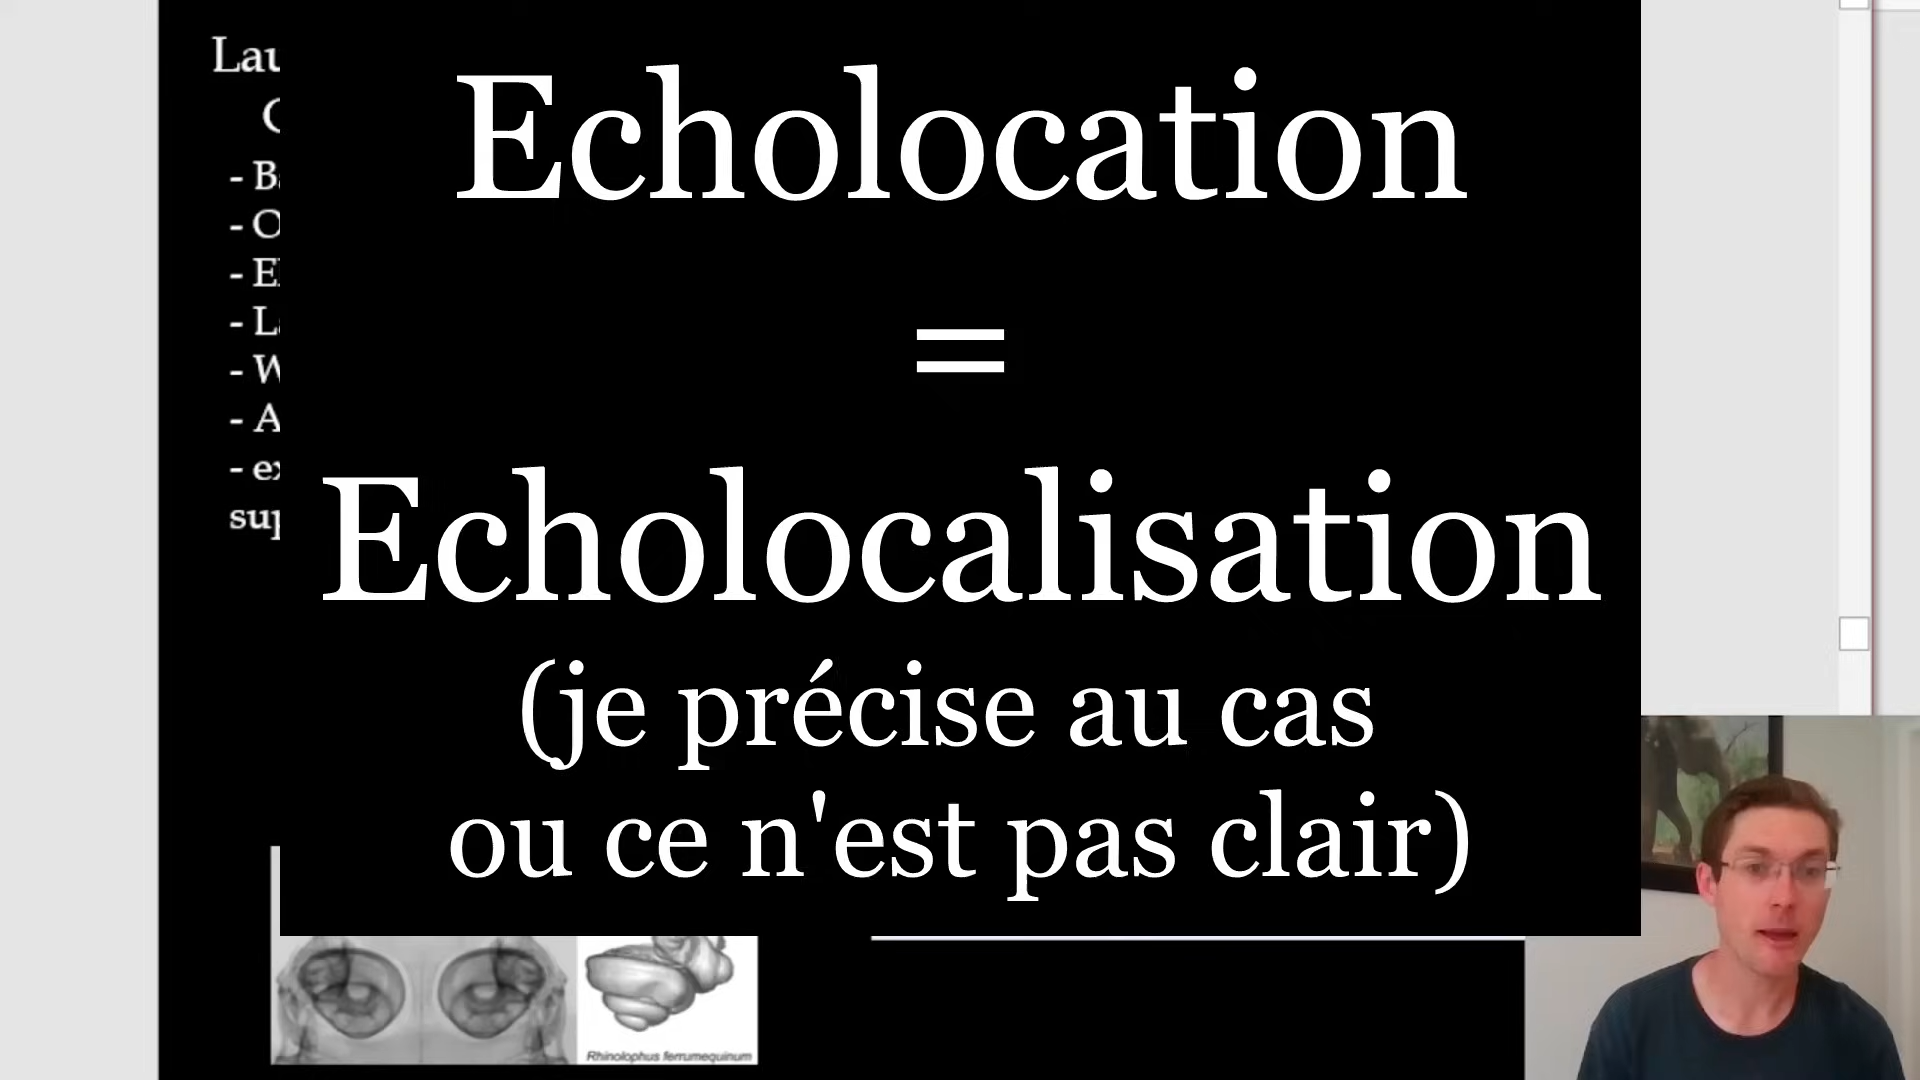 Echolocation
=
Echolocalisation
(je précise au cas
ou ce n'est pas clair)
Rhinolophus ferrumequinum